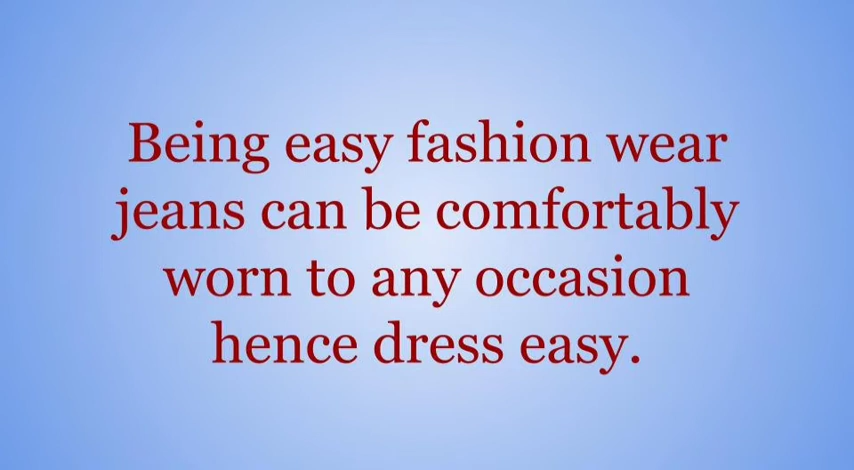 Being easy fashion wear
jeans can be comfortably
worn to any occasion
hence dress easy.